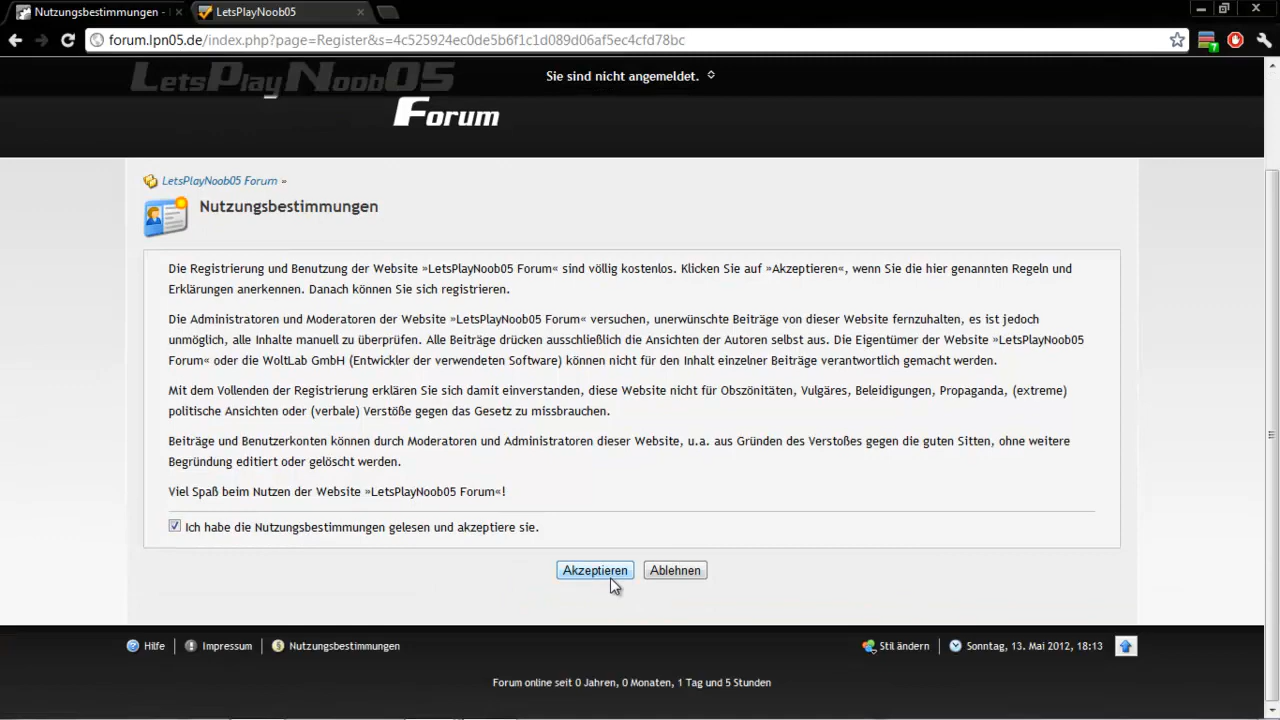 Nutzungsbestimmungen -
LetsPlayNoob05
forum.lpn05.de/index.php?page=Register&s=4c525924ec0de5b6f1c1d089d06af5ec4cfd78bc
7
LetsPlayNoob05
Sie sind nicht angemeldet.
Forum
LetsPlayNoob05 Forum »
Nutzungsbestimmungen
Die Registrierung und Benutzung der Website »LetsPlayNoob05 Forum« sind völlig kostenlos. Klicken Sie auf »Akzeptieren«, wenn Sie die hier genannten Regeln und
Erklärungen anerkennen. Danach können Sie sich registrieren.
Die Administratoren und Moderatoren der Website »LetsPlayNoob05 Forum« versuchen, unerwünschte Beiträge von dieser Website fernzuhalten, es ist jedoch
unmöglich, alle Inhalte manuell zu überprüfen. Alle Beiträge drücken ausschließlich die Ansichten der Autoren selbst aus. Die Eigentümer der Website »LetsPlayNoob05
Forum« oder die WoltLab GmbH (Entwickler der verwendeten Software) können nicht für den Inhalt einzelner Beiträge verantwortlich gemacht werden.
Mit dem Vollenden der Registrierung erklären Sie sich damit einverstanden, diese Website nicht für Obszönitäten, Vulgäres, Beleidigungen, Propaganda, (extreme)
politische Ansichten oder (verbale) Verstöße gegen das Gesetz zu missbrauchen.
Beiträge und Benutzerkonten können durch Moderatoren und Administratoren dieser Website, u.a. aus Gründen des Verstoßes gegen die guten Sitten, ohne weitere
Begründung editiert oder gelöscht werden.
Viel Spaß beim Nutzen der Website »LetsPlayNoob05 Forum«!
Ich habe die Nutzungsbestimmungen gelesen und akzeptiere sie.
Akzeptieren Ablehnen
Hilfe Impressum Nutzungsbestimmungen Stil ändern Sonntag, 13. Mai 2012, 18:13
Forum online seit 0 Jahren, 0 Monaten, 1 Tag und 5 Stunden